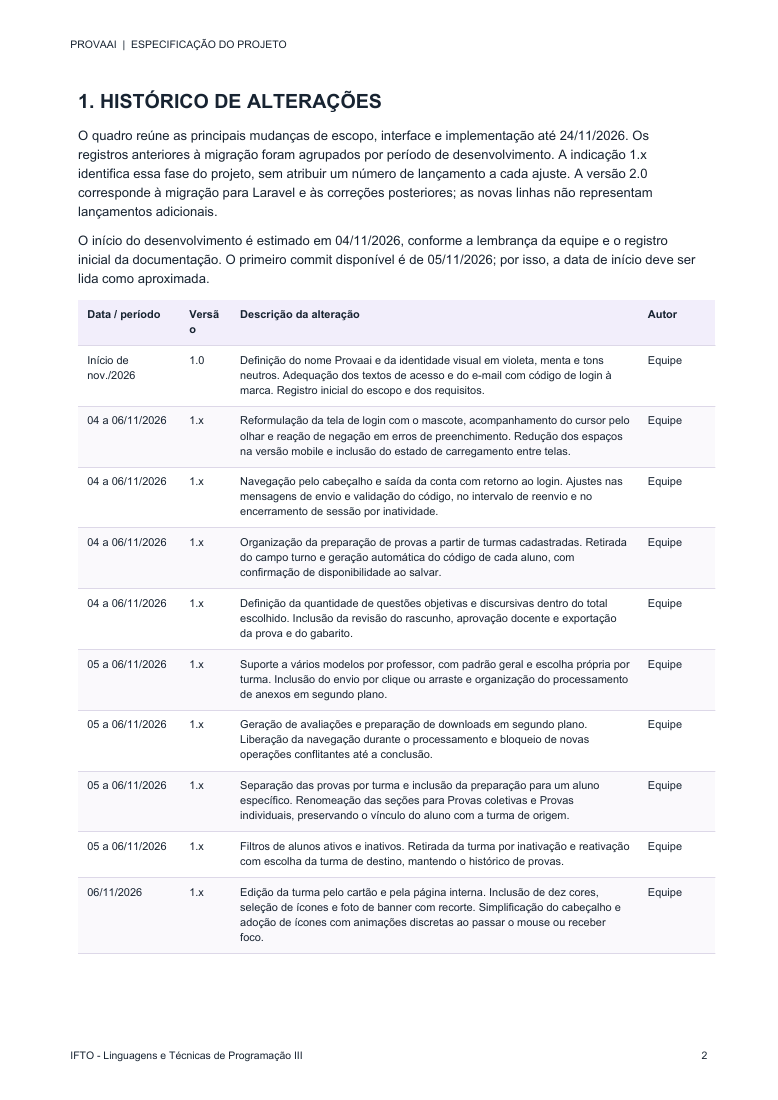 PROVAAI | ESPECIFICAÇÃO DO PROJETO
1. HISTÓRICO DE ALTERAÇÕES
O quadro reúne as principais mudanças de escopo, interface e implementação até 24/11/2026. Os
registros anteriores à migração foram agrupados por período de desenvolvimento. A indicação 1.x
identifica essa fase do projeto, sem atribuir um número de lançamento a cada ajuste. A versão 2.0
corresponde à migração para Laravel e às correções posteriores; as novas linhas não representam
lançamentos adicionais.
O início do desenvolvimento é estimado em 04/11/2026, conforme a lembrança da equipe e o registro
inicial da documentação. O primeiro commit disponível é de 05/11/2026; por isso, a data de início deve ser
lida como aproximada.
Data / período Versã Descrição da alteração Autor
o
Início de 1.0 Definição do nome Provaai e da identidade visual em violeta, menta e tons Equipe
nov./2026 neutros. Adequação dos textos de acesso e do e-mail com código de login à
marca. Registro inicial do escopo e dos requisitos.
04 a 06/11/2026 1.x Reformulação da tela de login com o mascote, acompanhamento do cursor pelo Equipe
olhar e reação de negação em erros de preenchimento. Redução dos espaços
na versão mobile e inclusão do estado de carregamento entre telas.
04 a 06/11/2026 1.x Navegação pelo cabeçalho e saída da conta com retorno ao login. Ajustes nas Equipe
mensagens de envio e validação do código, no intervalo de reenvio e no
encerramento de sessão por inatividade.
04 a 06/11/2026 1.x Organização da preparação de provas a partir de turmas cadastradas. Retirada Equipe
do campo turno e geração automática do código de cada aluno, com
confirmação de disponibilidade ao salvar.
04 a 06/11/2026 1.x Definição da quantidade de questões objetivas e discursivas dentro do total Equipe
escolhido. Inclusão da revisão do rascunho, aprovação docente e exportação
da prova e do gabarito.
05 a 06/11/2026 1.x Suporte a vários modelos por professor, com padrão geral e escolha própria por Equipe
turma. Inclusão do envio por clique ou arraste e organização do processamento
de anexos em segundo plano.
05 a 06/11/2026 1.x Geração de avaliações e preparação de downloads em segundo plano. Equipe
Liberação da navegação durante o processamento e bloqueio de novas
operações conflitantes até a conclusão.
05 a 06/11/2026 1.x Separação das provas por turma e inclusão da preparação para um aluno Equipe
específico. Renomeação das seções para Provas coletivas e Provas
individuais, preservando o vínculo do aluno com a turma de origem.
05 a 06/11/2026 1.x Filtros de alunos ativos e inativos. Retirada da turma por inativação e reativação Equipe
com escolha da turma de destino, mantendo o histórico de provas.
06/11/2026 1.x Edição da turma pelo cartão e pela página interna. Inclusão de dez cores, Equipe
seleção de ícones e foto de banner com recorte. Simplificação do cabeçalho e
adoção de ícones com animações discretas ao passar o mouse ou receber
foco.
IFTO - Linguagens e Técnicas de Programação III 2